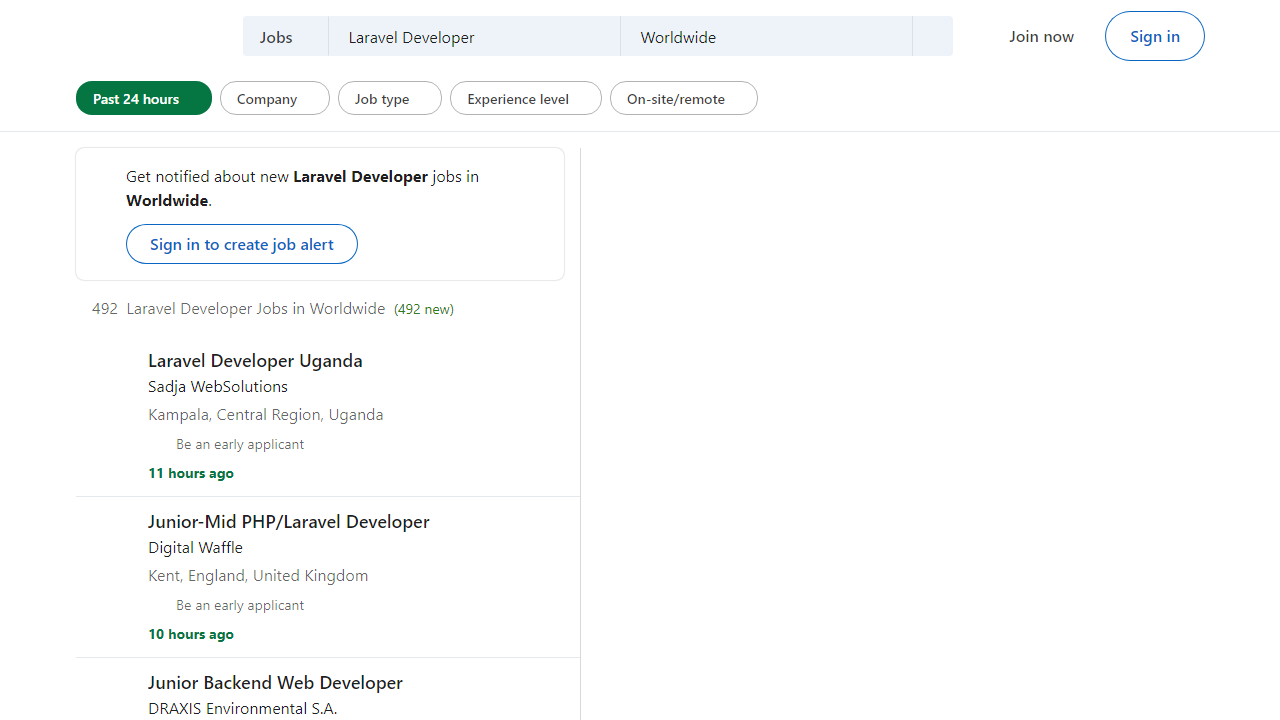 Jobs
Laravel Developer
Worldwide
Join now
Sign in
Past 24 hours
Company
Job type
Experience level
On-site/remote
Get notified about new Laravel Developer jobs in
Worldwide.
Sign in to create job alert
492 Laravel Developer Jobs in Worldwide (492 new)
Laravel Developer Uganda
Sadja WebSolutions
Kampala, Central Region, Uganda
Be an early applicant
11 hours ago
Junior-Mid PHP/Laravel Developer
Digital Waffle
Kent, England, United Kingdom
Be an early applicant
10 hours ago
Junior Backend Web Developer
DRAXIS Environmental S.A.